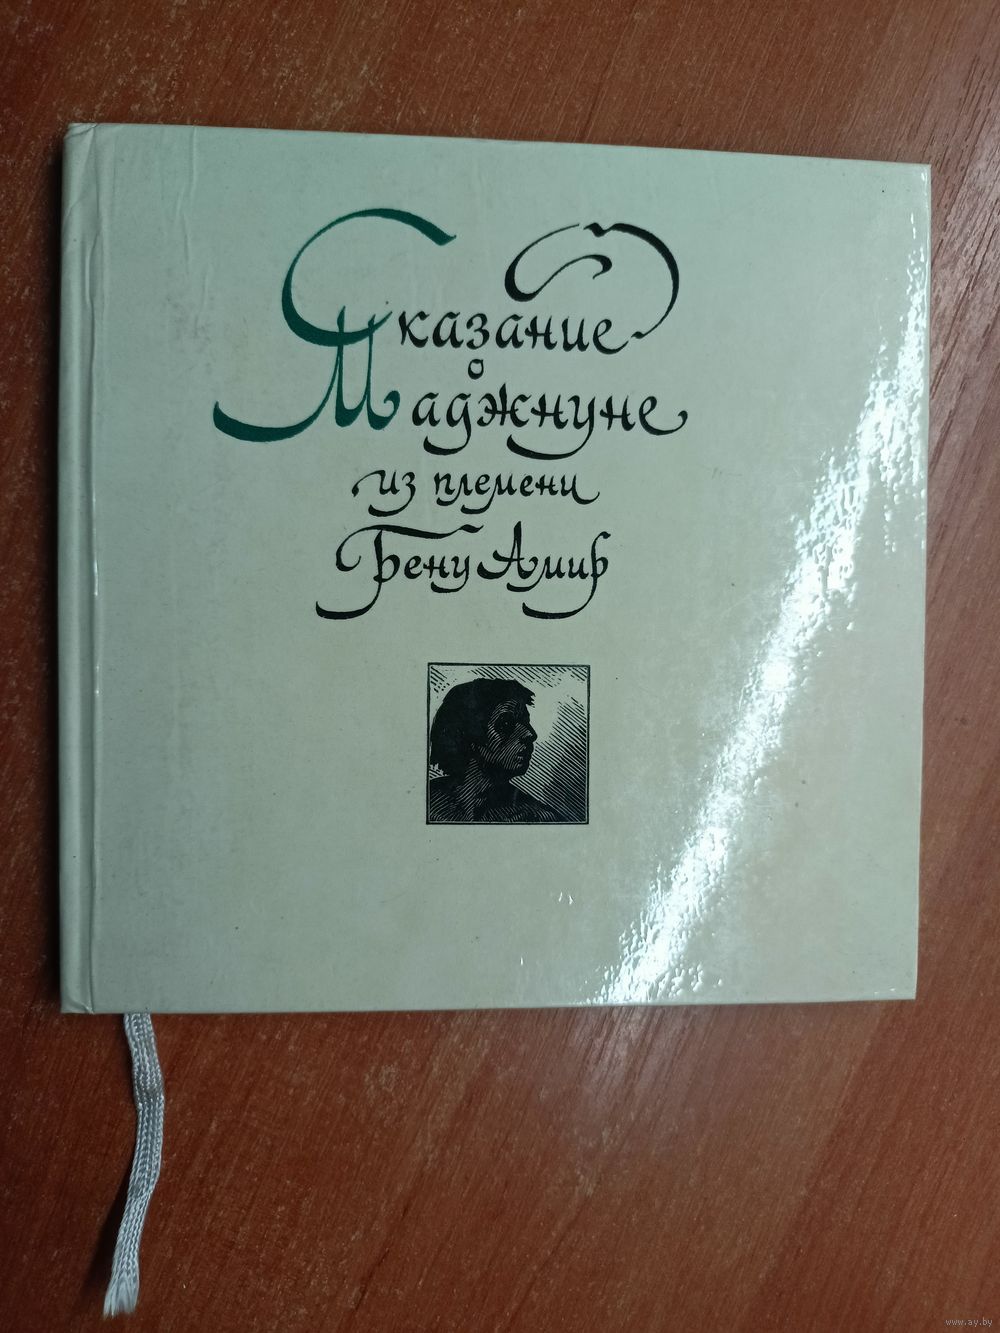 Сказание
о
Маджнуне
из племени
Бену Амир
www.ay.by